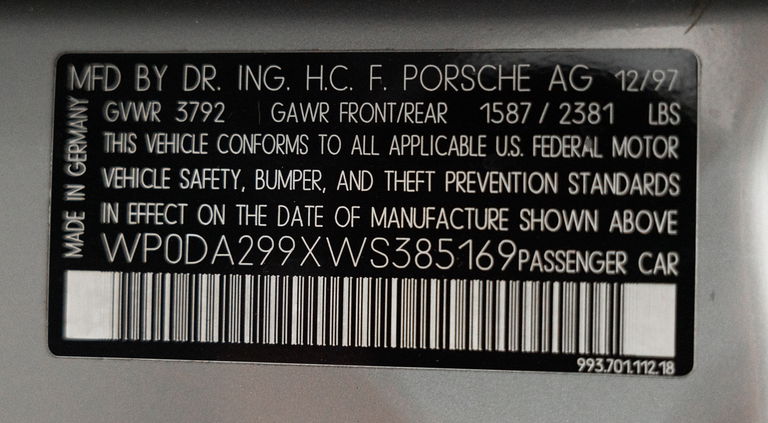 MFD BY DR. ING. H.C. F. PORSCHE AG 12/97
GVWR 3792 GAWR FRONT/REAR 1587 / 2381 LBS
THIS VEHICLE CONFORMS TO ALL APPLICABLE U.S. FEDERAL MOTOR
VEHICLE SAFETY, BUMPER, AND THEFT PREVENTION STANDARDS
IN EFFECT ON THE DATE OF MANUFACTURE SHOWN ABOVE
WP0DA299XWS385169 PASSENGER CAR
MADE IN GERMANY
993.701.112.18